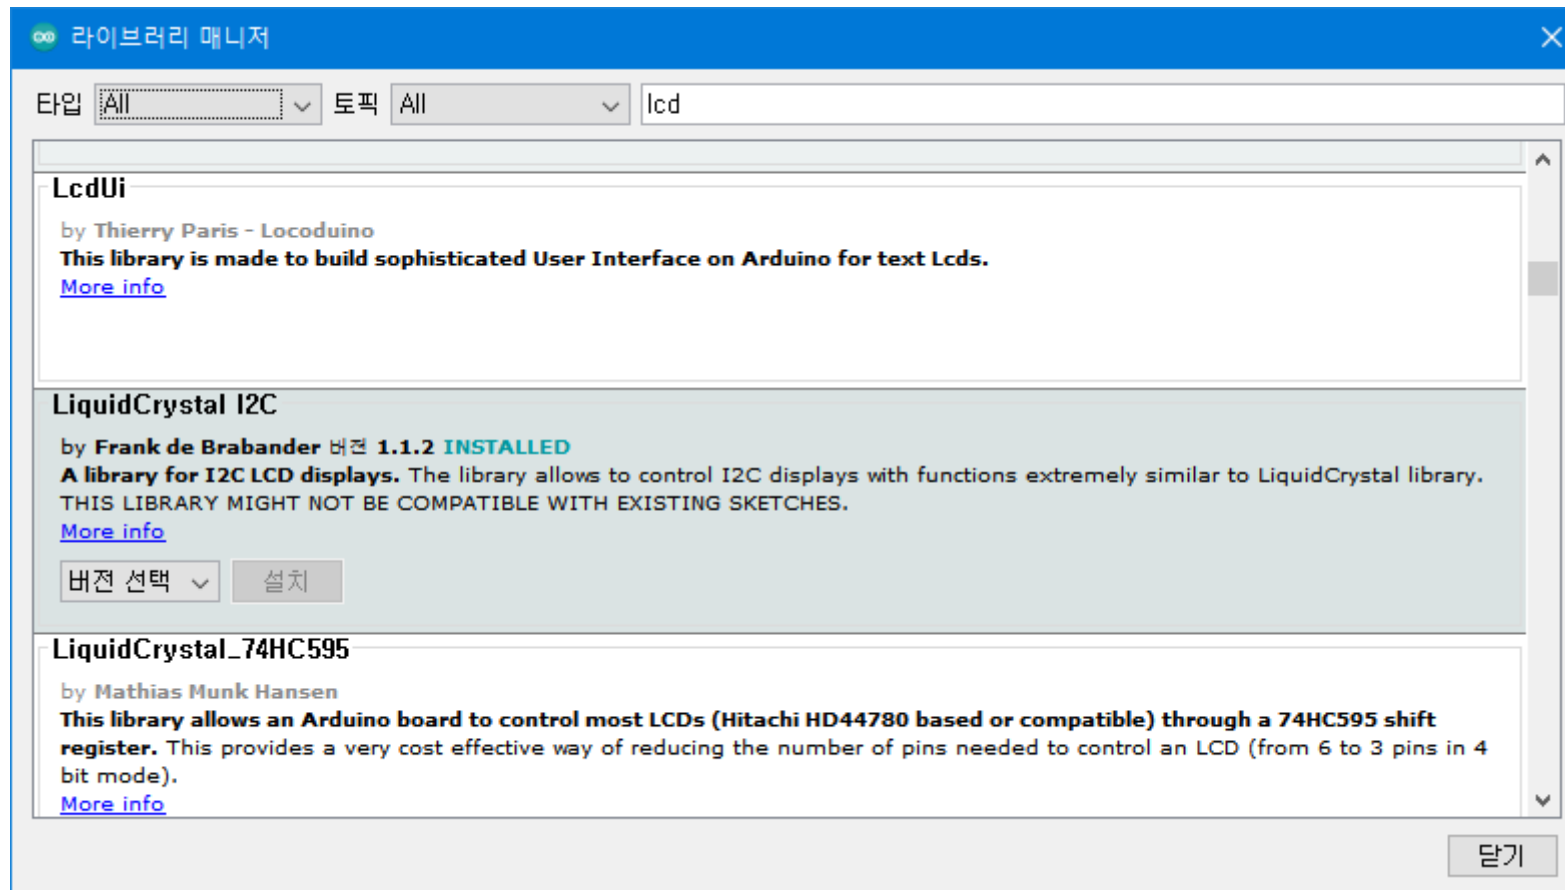 라이브러리 매니저
타입 All 토픽 All lcd
LcdUi
by Thierry Paris - Locoduino
This library is made to build sophisticated User Interface on Arduino for text Lcds.
More info
LiquidCrystal I2C
by Frank de Brabander 버전 1.1.2 INSTALLED
A library for I2C LCD displays. The library allows to control I2C displays with functions extremely similar to LiquidCrystal library.
THIS LIBRARY MIGHT NOT BE COMPATIBLE WITH EXISTING SKETCHES.
More info
버전 선택 설치
LiquidCrystal_74HC595
by Mathias Munk Hansen
This library allows an Arduino board to control most LCDs (Hitachi HD44780 based or compatible) through a 74HC595 shift
register. This provides a very cost effective way of reducing the number of pins needed to control an LCD (from 6 to 3 pins in 4
bit mode).
More info
닫기